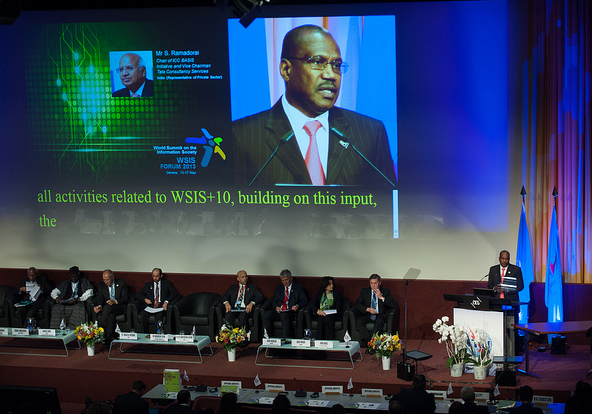 Mr S. Ramadorai
Chair of ICC BASIS
Initiative and Vice Chairman
Tata Consultancy Services
India (Representative of Private Sector)
World Summit on the
Information Society
WSIS
FORUM 2013
Geneva, 13-17 May
all activities related to WSIS+10, building on this input,
the